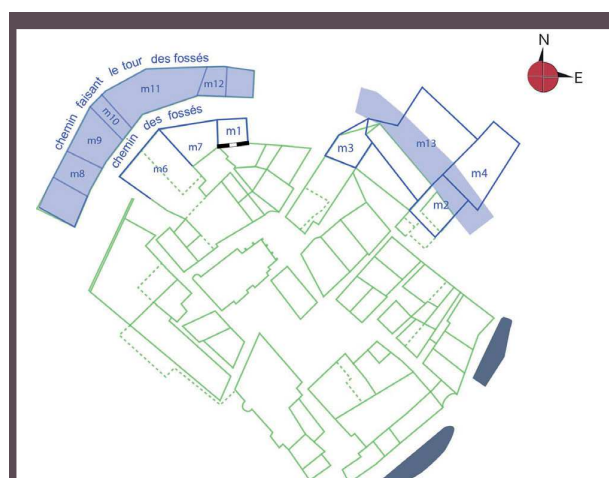 N
E
chemin faisant le tour des fossés
m11
m12
m10
chemin des fossés
m9
m1
m7
m8
m6
m3
m13
m4
m2